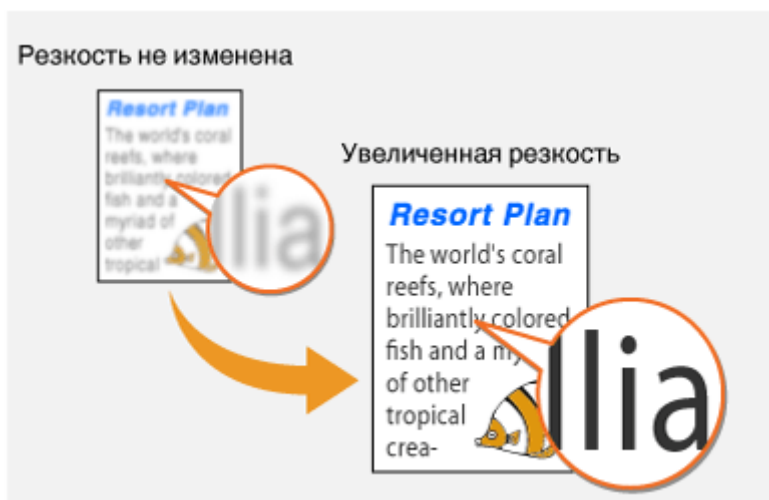 Резкость не изменена
Resort Plan
The world's coral
reefs, where
brilliantly colored
fish and a
myriad of
other
tropical
llia
Увеличенная резкость
Resort Plan
The world's coral
reefs, where
brilliantly colored
fish and a my
of other
tropical
crea-
llia